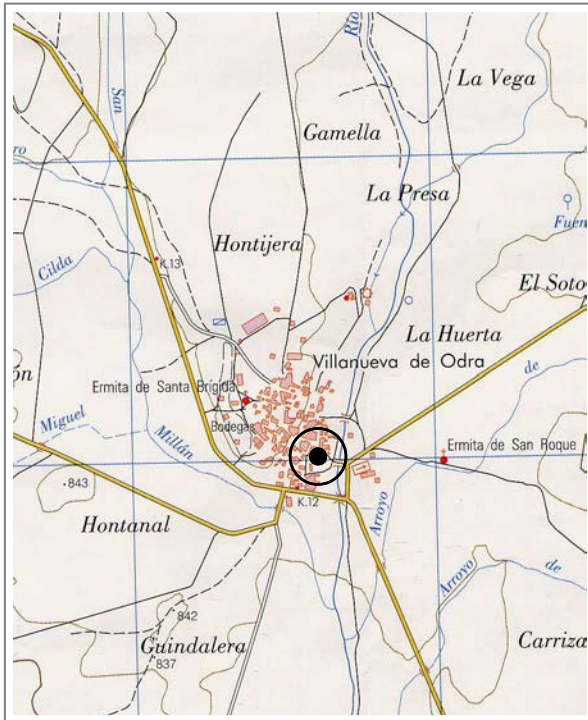 Río
San
La Vega
Gamella
ro
La Presa
Hontijera
Fuen
K.13
Cilda
El Soto
La Huerta
Villanueva de Odra
de
ón
Ermita de Santa Brígida
Miguel
Bodegas
Millán
Ermita de San Roque
843
K.12
Hontanal
Arroyo
Arroyo
de
842
Guindalera
837
Carriza